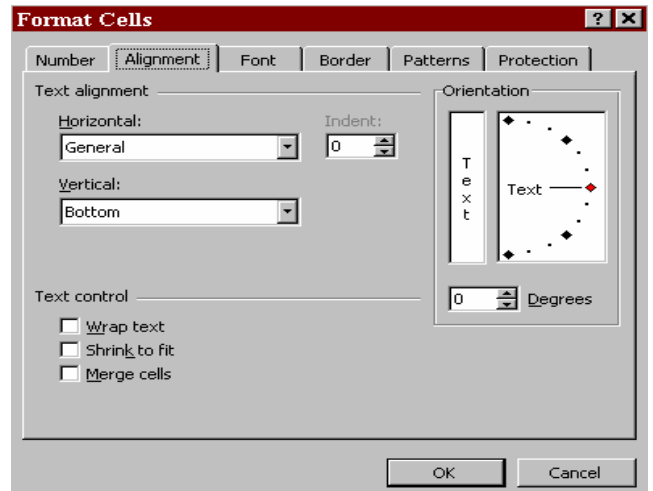 Format Cells
Number Alignment Font Border Patterns Protection
Text alignment
Horizontal:
General
Indent:
0
Vertical:
Bottom
Orientation
Text
Text
0 Degrees
Text control
Wrap text
Shrink to fit
Merge cells
OK Cancel